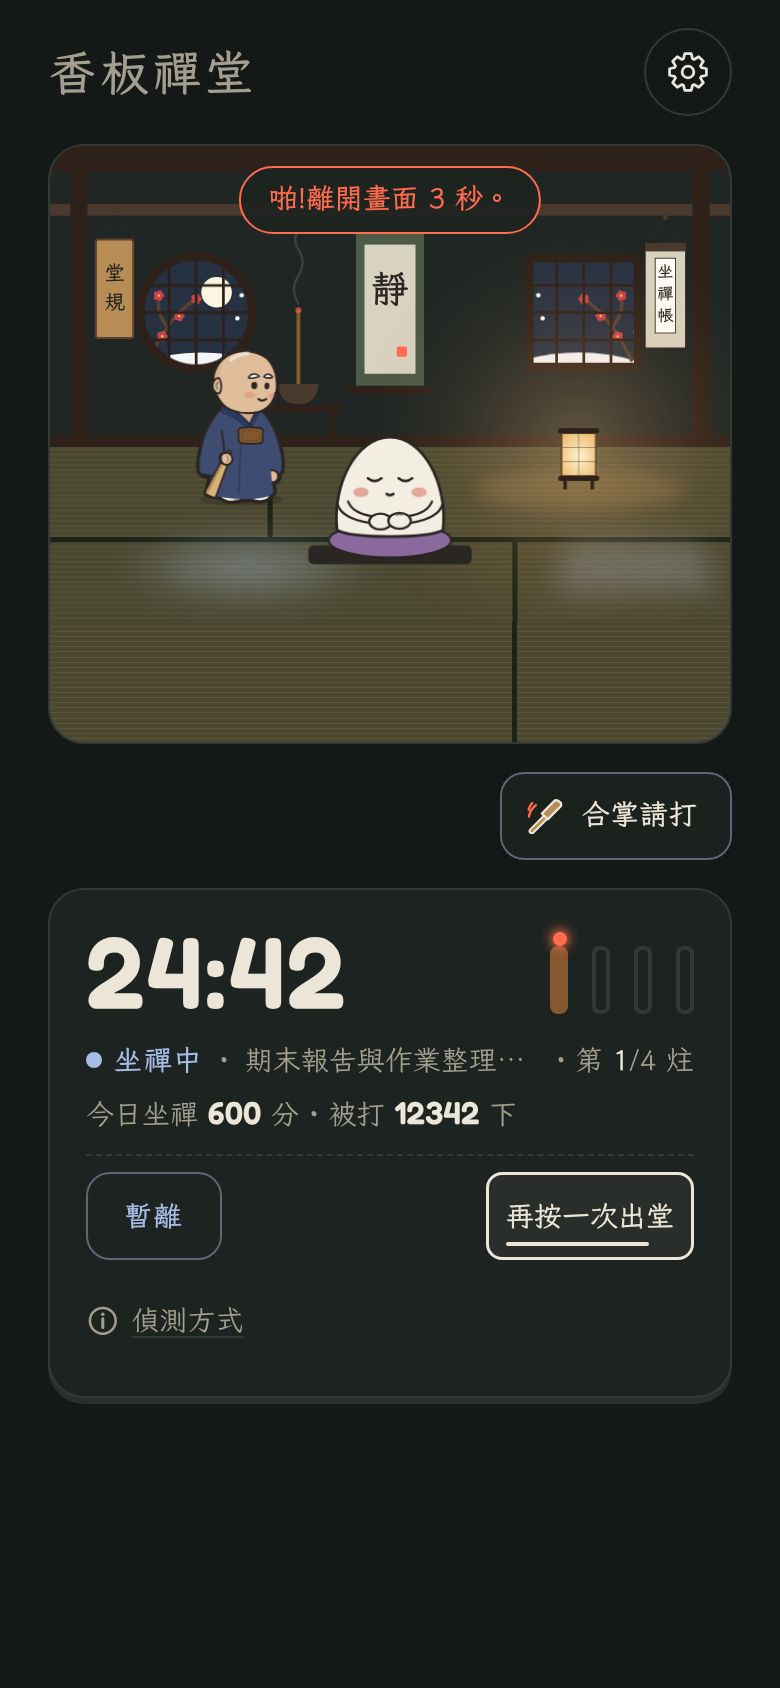 香板禪堂
啪!離開畫面 3 秒。
堂規
靜
坐禪帳
合掌請打
24:42
坐禪中 · 期末報告與作業整理… · 第 1/4 炷
今日坐禪 600 分 · 被打 12342 下
暫離
再按一次出堂
偵測方式